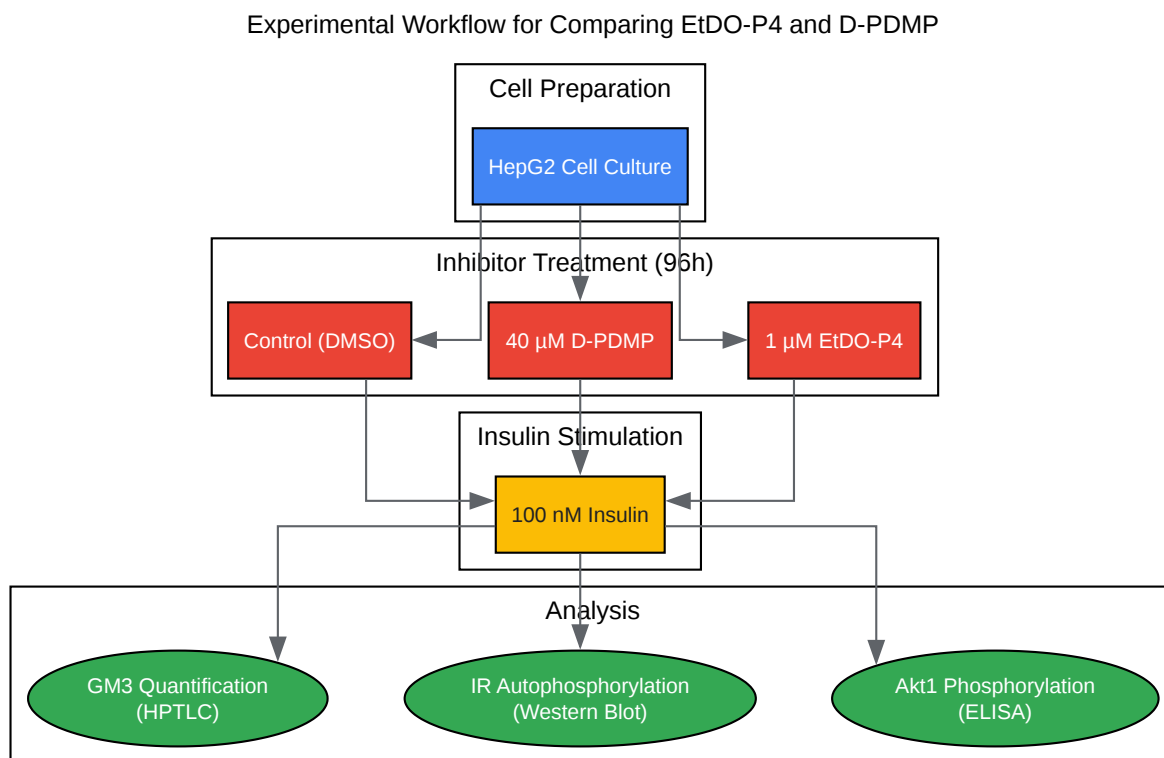 Experimental Workflow for Comparing EtDO-P4 and D-PDMP
Cell Preparation
HepG2 Cell Culture
Inhibitor Treatment (96h)
Control (DMSO)
40 µM D-PDMP
1 µM EtDO-P4
Insulin Stimulation
100 nM Insulin
Analysis
GM3 Quantification
(HPTLC)
IR Autophosphorylation
(Western Blot)
Akt1 Phosphorylation
(ELISA)